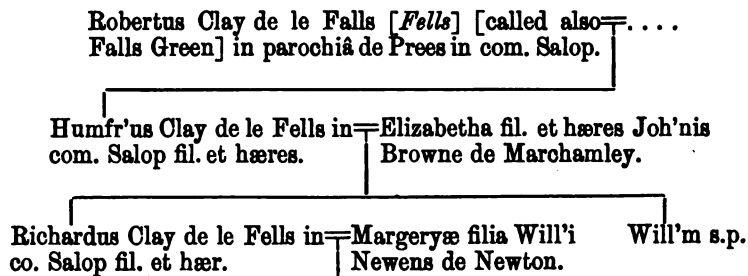 Robertus Clay de le Falls [Fells] [called also=. . . .
Falls Green] in parochiâ de Prees in com. Salop.
Humfr'us Clay de le Fells in=Elizabetha fil. et hæres Joh'nis
com. Salop fil. et hæres. Browne de Marchamley.
Richardus Clay de le Fells in=Margeryæ filia Will'i Will'm s.p.
co. Salop fil. et hær. Newens de Newton.